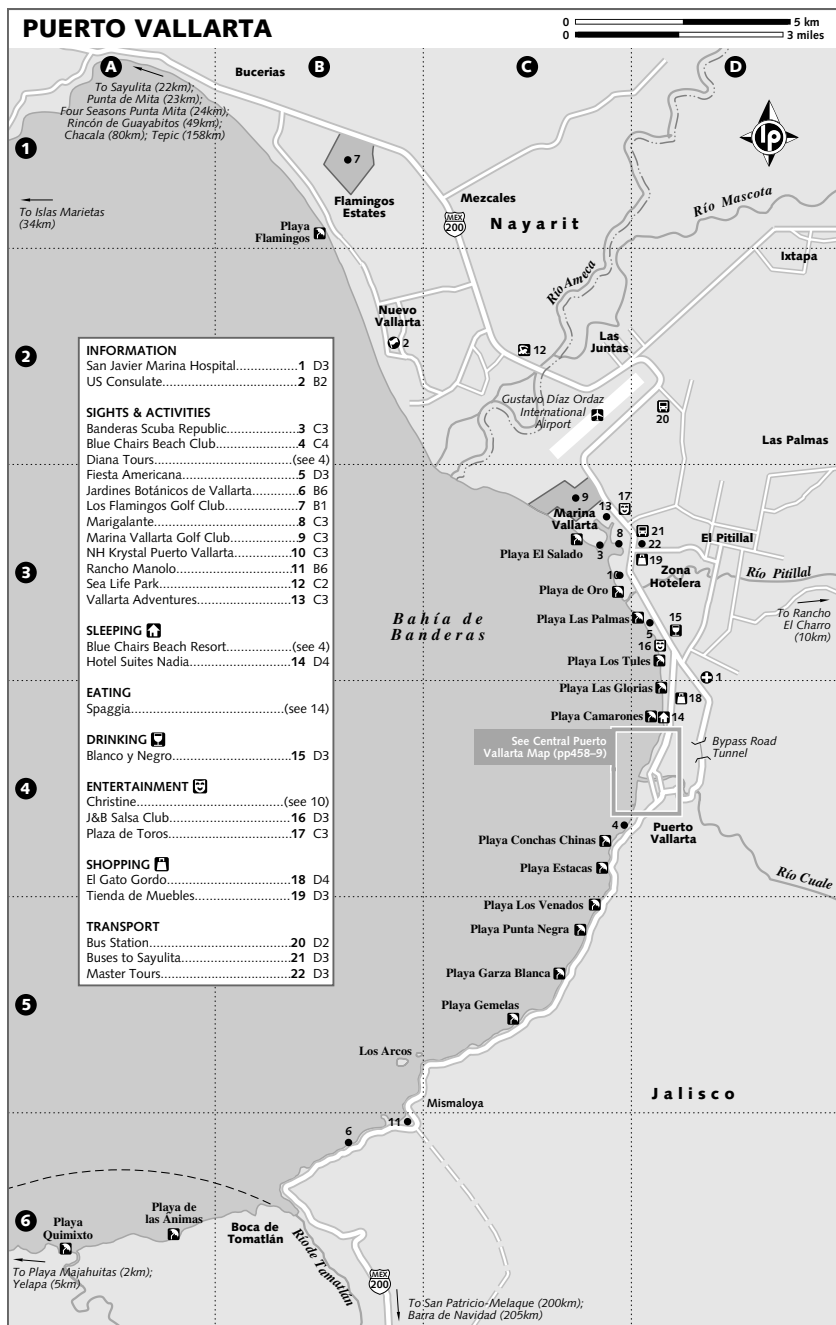 PUERTO VALLARTA
0 5 km
0 3 miles
A
B
C
D
1
2
3
4
5
6
To Sayulita (22km);
Punta de Mita (23km);
Four Seasons Punta Mita (24km);
Rincón de Guayabitos (49km);
Chacala (80km); Tepic (158km)
Bucerías
lp
7
Flamingos
Estates
Mezcales
MEX
200
Nayarit
Río Mascota
To Islas Marietas
(34km)
Playa
Flamingos
Ixtapa
Río Ameca
Nuevo
Vallarta
2
12
Las
Juntas
Gustavo Díaz Ordaz
International
Airport
20
Las Palmas
INFORMATION
San Javier Marina Hospital................1 D3
US Consulate................2 B2
SIGHTS & ACTIVITIES
Banderas Scuba Republic................3 C3
Blue Chairs Beach Club................4 C4
Diana Tours................(see 4)
Fiesta Americana................5 D3
Jardines Botánicos de Vallarta................6 B6
Los Flamingos Golf Club................7 B1
Marigalante................8 C3
Marina Vallarta Golf Club................9 C3
NH Krystal Puerto Vallarta................10 C3
Rancho Manolo................11 B6
Sea Life Park................12 C2
Vallarta Adventures................13 C3
SLEEPING
Blue Chairs Beach Resort................(see 4)
Hotel Suites Nadia................14 D4
EATING
Spaggia................(see 14)
DRINKING
Blanco y Negro................15 D3
ENTERTAINMENT
Christine................(see 10)
J&B Salsa Club................16 D3
Plaza de Toros................17 C3
SHOPPING
El Gato Gordo................18 D4
Tienda de Muebles................19 D3
TRANSPORT
Bus Station................20 D2
Buses to Sayulita................21 D3
Master Tours................22 D3
9
17
13
Marina
Vallarta
8
21
22
El Pitillal
Playa El Salado
3
19
Zona
Hotelera
10
Río Pitillal
Playa de Oro
To Rancho
El Charro
(10km)
Bahía de
Banderas
Playa Las Palmas
15
5
16
Playa Los Tules
1
Playa Las Glorias
18
Playa Camarones
14
See Central Puerto
Vallarta Map (pp458–9)
Bypass Road
Tunnel
4
Puerto
Vallarta
Playa Conchas Chinas
Playa Estacas
Río Cuale
Playa Los Venados
Playa Punta Negra
Playa Garza Blanca
Playa Gemelas
Los Arcos
Jalisco
Mismaloya
11
6
Playa
Quimixto
Playa de
las Ánimas
Boca de
Tomatlán
Río de Tamatlán
To Playa Majahuitas (2km);
Yelapa (5km)
MEX
200
To San Patricio-Melaque (200km);
Barra de Navidad (205km)